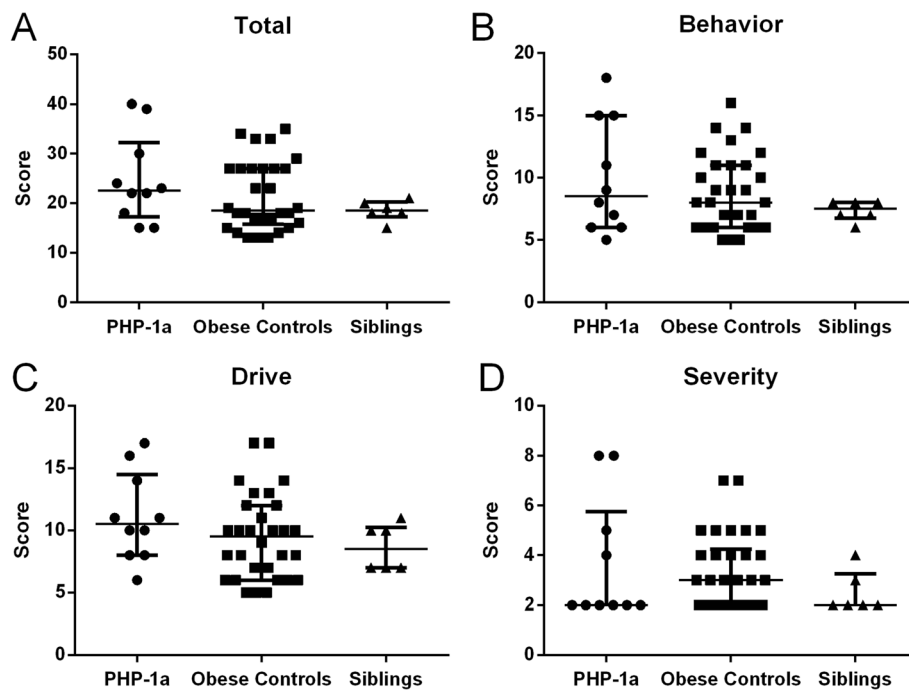 A
Total
Score
50
40
30
20
10
0
PHP-1a Obese Controls Siblings
B
Behavior
Score
20
15
10
5
0
PHP-1a Obese Controls Siblings
C
Drive
Score
20
15
10
5
0
PHP-1a Obese Controls Siblings
D
Severity
Score
10
8
6
4
2
0
PHP-1a Obese Controls Siblings